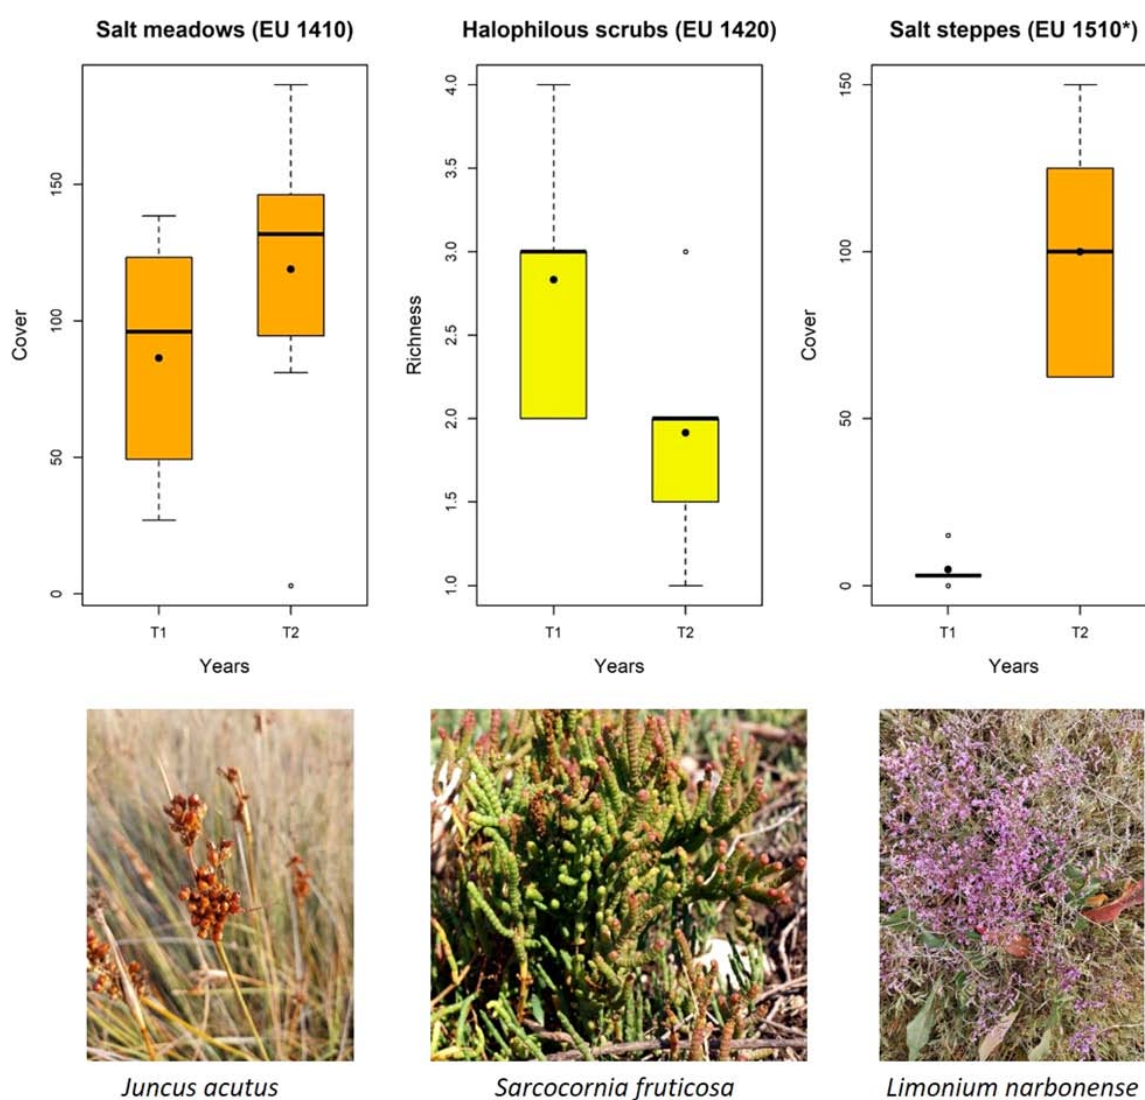 Salt meadows (EU 1410)
Halophilous scrubs (EU 1420)
Salt steppes (EU 1510*)
Cover
150
100
50
0
T1
T2
Years
Richness
4.0
3.5
3.0
2.5
2.0
1.5
1.0
T1
T2
Years
Cover
150
100
50
0
T1
T2
Years
Juncus acutus
Sarcocornia fruticosa
Limonium narbonense